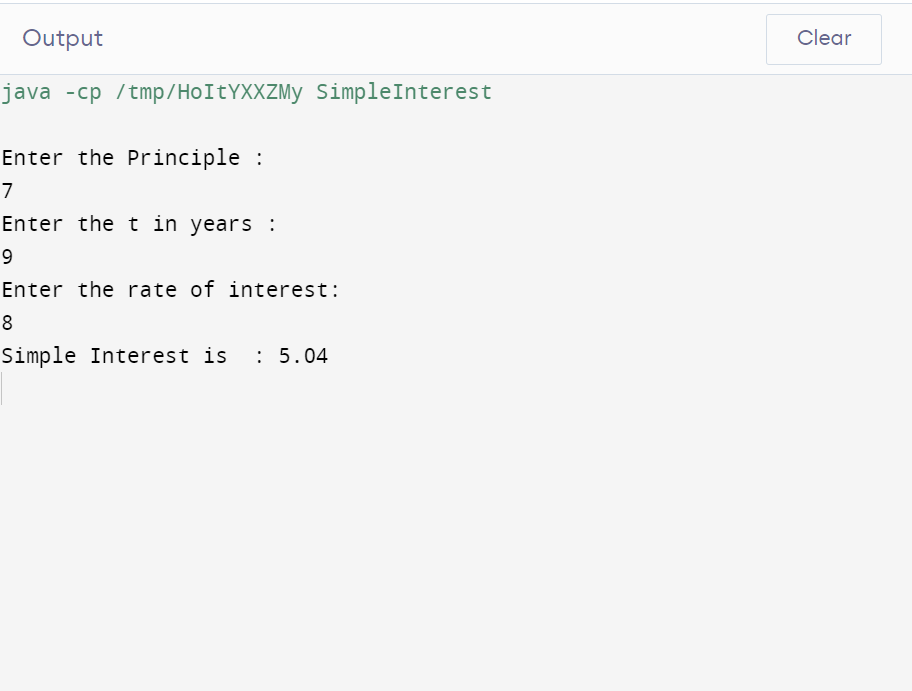 Output
Clear
java -cp /tmp/HoItYXXZMy SimpleInterest
Enter the Principle :
7
Enter the t in years :
9
Enter the rate of interest:
8
Simple Interest is  : 5.04